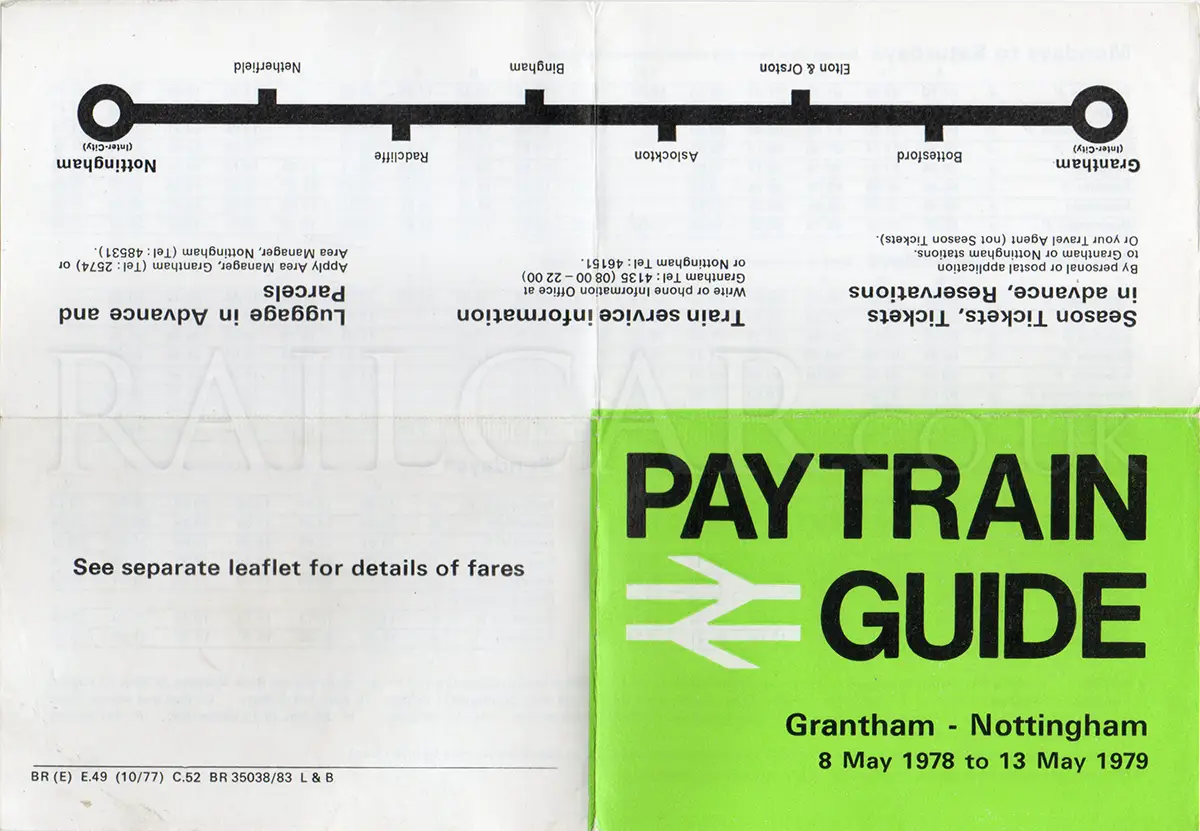 PAYTRAIN
GUIDE
Grantham - Nottingham
8 May 1978 to 13 May 1979
See separate leaflet for details of fares
BR (E) E.49 (10/77) C.52 BR 35038/83 L & B
Season Tickets, Tickets
in advance, Reservations
By personal or postal application
to Grantham or Nottingham stations.
Or your Travel Agent (not Season Tickets).
Train service information
Write or phone Information Office at
Grantham Tel: 4135 (08 00 – 22 00)
or Nottingham Tel: 46151.
Luggage in Advance and
Parcels
Apply Area Manager, Grantham (Tel: 2574) or
Area Manager, Nottingham (Tel: 48531).
Grantham
(Inter-City)
Bottesford
Elton & Orston
Aslockton
Bingham
Radcliffe
Netherfield
Nottingham
(Inter-City)
RAILCAR.co.uk